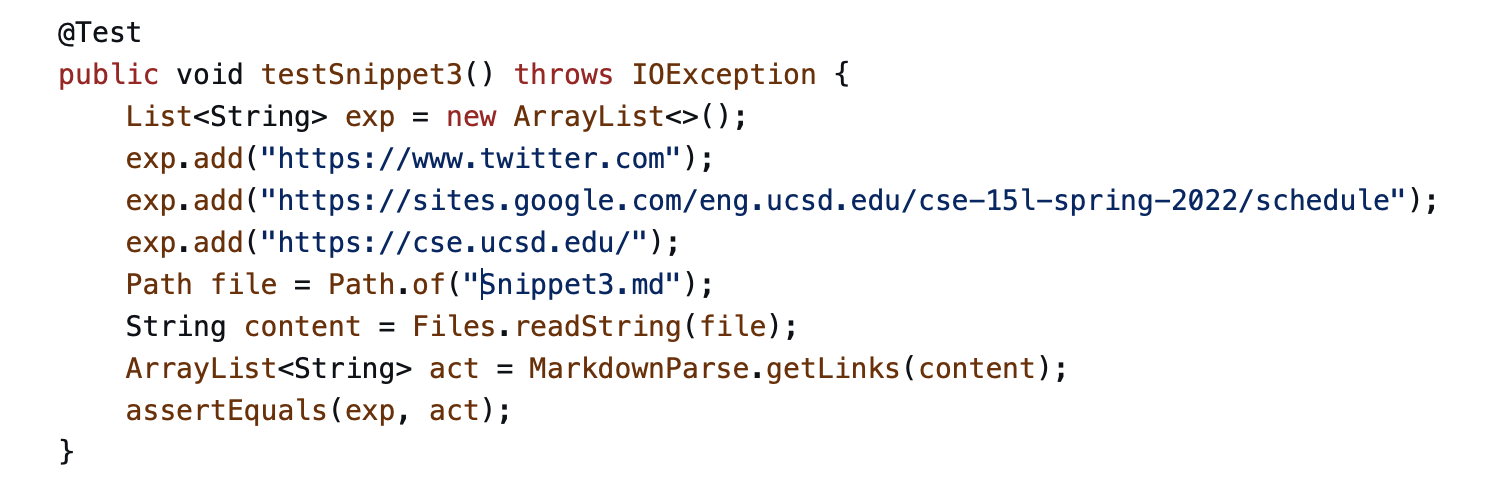 @Test
public void testSnippet3() throws IOException {
    List<String> exp = new ArrayList<>();
    exp.add("https://www.twitter.com");
    exp.add("https://sites.google.com/eng.ucsd.edu/cse-15l-spring-2022/schedule");
    exp.add("https://cse.ucsd.edu/");
    Path file = Path.of("Snippet3.md");
    String content = Files.readString(file);
    ArrayList<String> act = MarkdownParse.getLinks(content);
    assertEquals(exp, act);
}